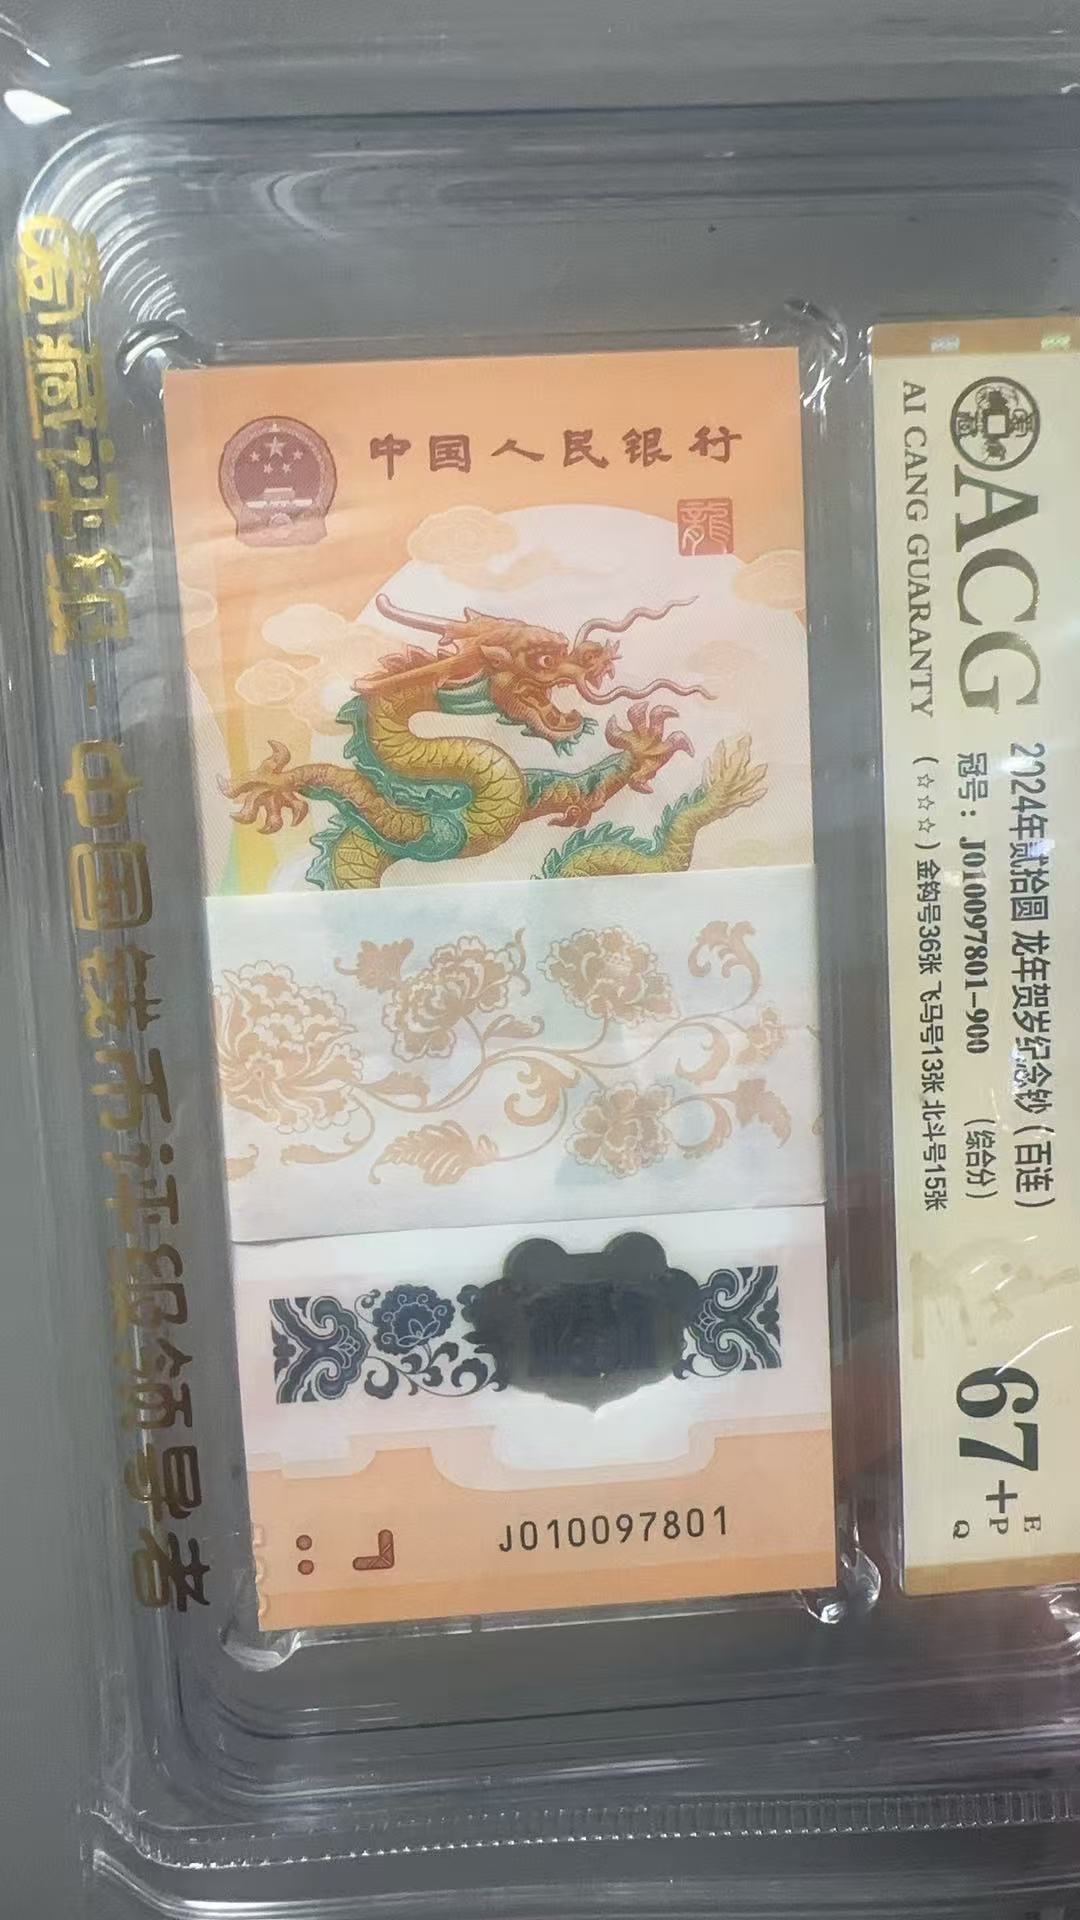 爱藏评级-中国钱币评级领导者
中国人民银行
龍
J010097801
ACG
AI CANG GUARANTY
2024年贰拾圆 龙年贺岁纪念钞（百连）
冠号：J010097801-900 （综合分）
（☆☆☆）金钩号36张 飞马号13张 北斗号15张
67+
E
P
Q